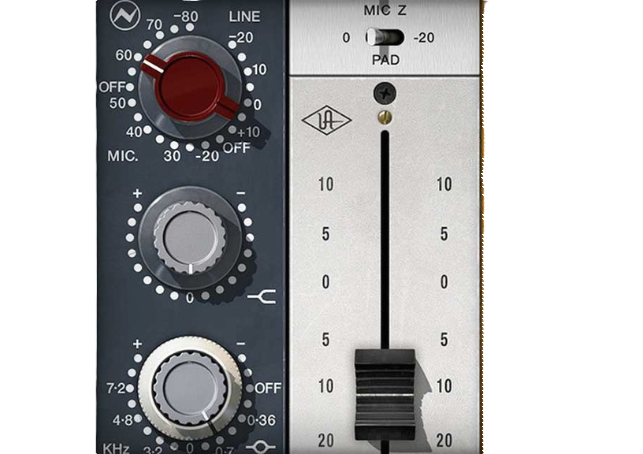 MIC Z
0 -20
PAD
-80 LINE
70 -20
60 10
OFF 0
50
40 +10
MIC. 30 -20 OFF
+ −
0
+ −
7·2 OFF
4·8 0·36
KHz 3·2 0 0·7
10 10
5 5
0 0
5 5
10 10
20 20